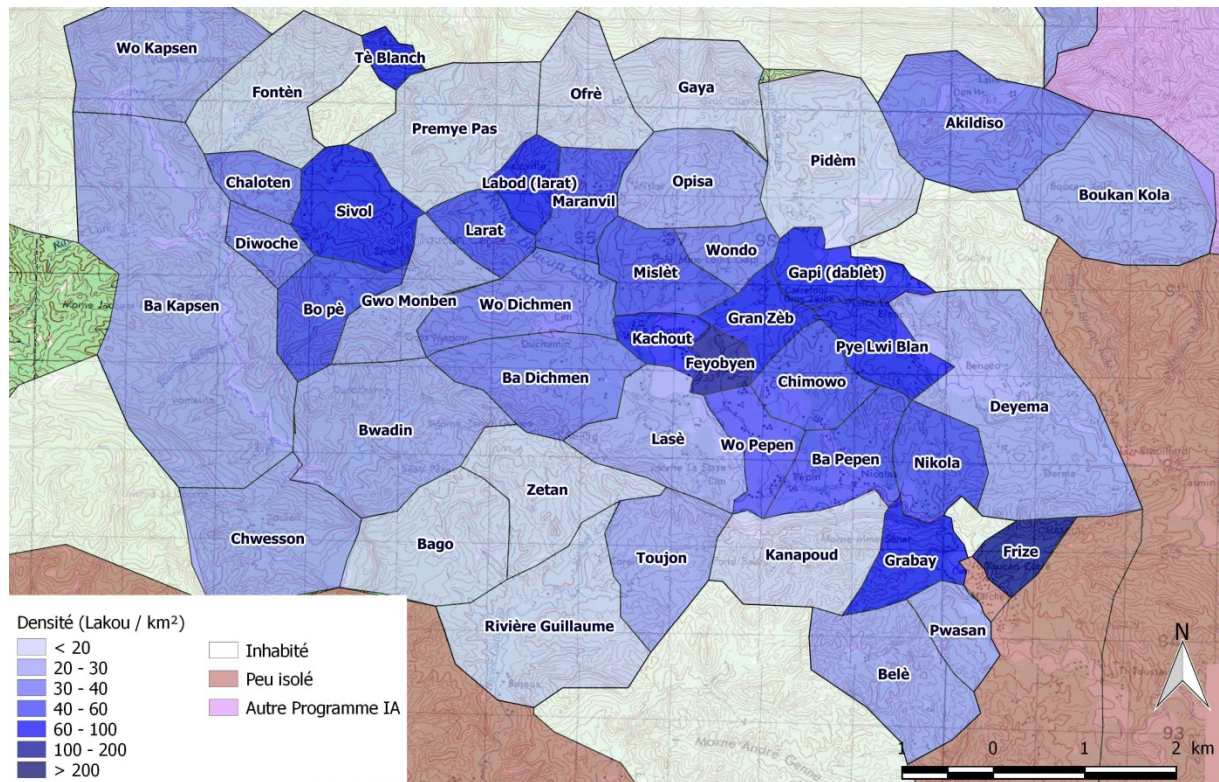 Wo Kapsen
Tè Blanch
Fontèn
Ofrè
Gaya
Premye Pas
Akildiso
Pidèm
Chaloten
Labod (larat)
Maranvil
Opisa
Boukan Kola
Sivol
Larat
Diwoche
Wondo
Mislèt
Gapi (dablèt)
Ba Kapsen
Bo pè
Gwo Monben
Wo Dichmen
Gran Zèb
Kachout
Pye Lwi Blan
Feyobyen
Ba Dichmen
Chimowo
Deyema
Bwadin
Lasè
Wo Pepen
Ba Pepen
Nikola
Zetan
Chwesson
Bago
Toujon
Kanapoud
Grabay
Frize
Rivière Guillaume
Pwasan
Belè
Morne André
93
Densité (Lakou / km²)
< 20
20 - 30
30 - 40
40 - 60
60 - 100
100 - 200
> 200
Inhabité
Peu isolé
Autre Programme IA
N
1 0 1 2 km